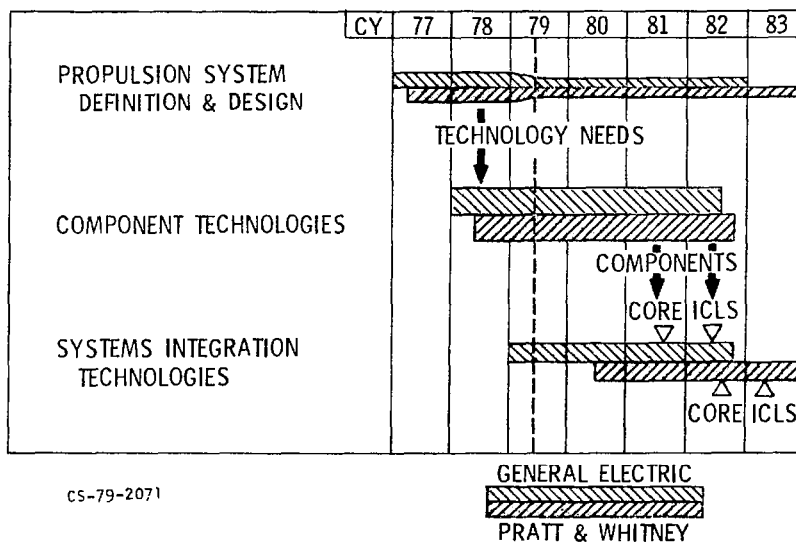 CY 77 78 79 80 81 82 83
PROPULSION SYSTEM
DEFINITION & DESIGN
TECHNOLOGY NEEDS
COMPONENT TECHNOLOGIES
COMPONENTS
CORE ICLS
SYSTEMS INTEGRATION
TECHNOLOGIES
CORE ICLS
GENERAL ELECTRIC
CS-79-2071
PRATT & WHITNEY